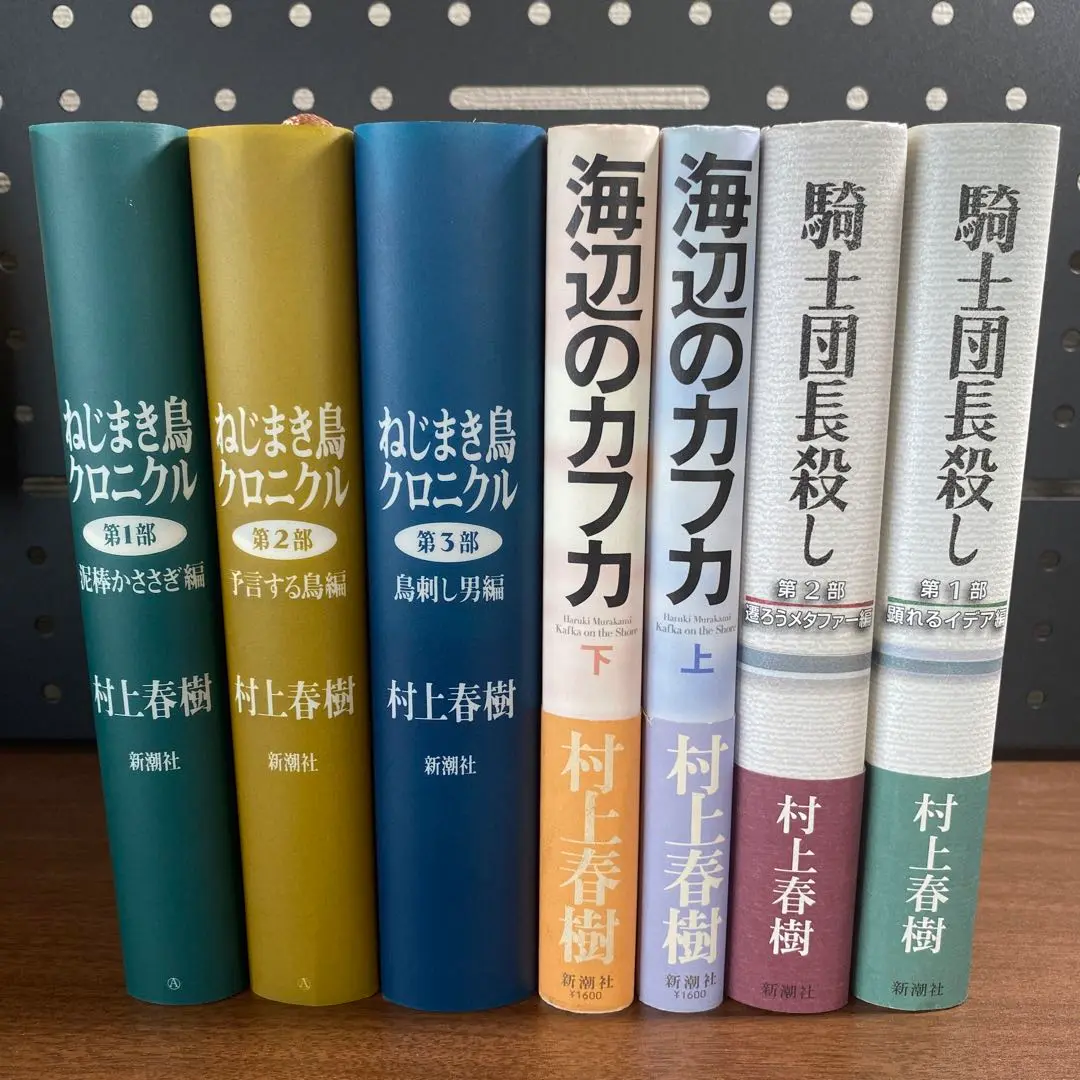 ねじまき鳥
クロニクル
第1部
泥棒かささぎ編
村上春樹
新潮社
A
ねじまき鳥
クロニクル
第2部
予言する鳥編
村上春樹
新潮社
A
ねじまき鳥
クロニクル
第3部
鳥刺し男編
村上春樹
新潮社
海辺のカフカ
Haruki Murakami
Kafka on the Shore
下
村上春樹
新潮社
¥1600
海辺のカフカ
Haruki Murakami
Kafka on the Shore
上
村上春樹
新潮社
¥1600
騎士団長殺し
第2部
遷ろうメタファー編
村上春樹
新潮社
騎士団長殺し
第1部
顕れるイデア編
村上春樹
新潮社